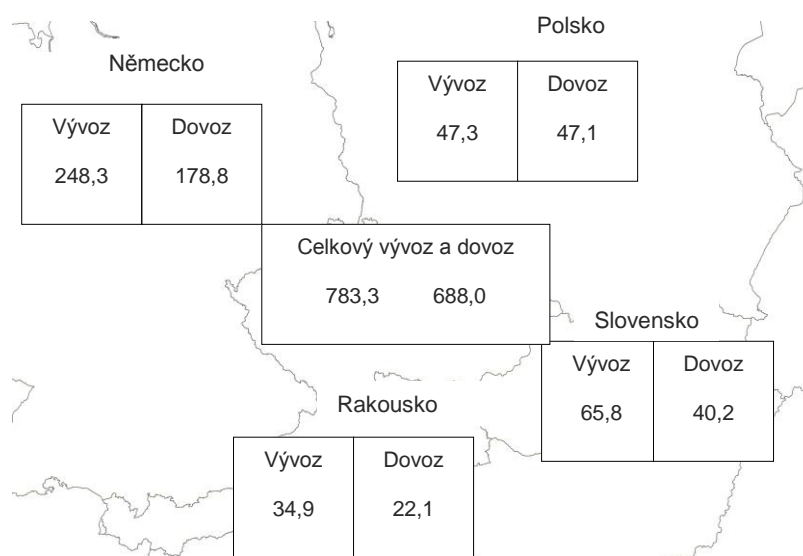 Polsko
Vývoz Dovoz
47,3 47,1
Německo
Vývoz Dovoz
248,3 178,8
Celkový vývoz a dovoz
783,3 688,0
Slovensko
Vývoz Dovoz
65,8 40,2
Rakousko
Vývoz Dovoz
34,9 22,1